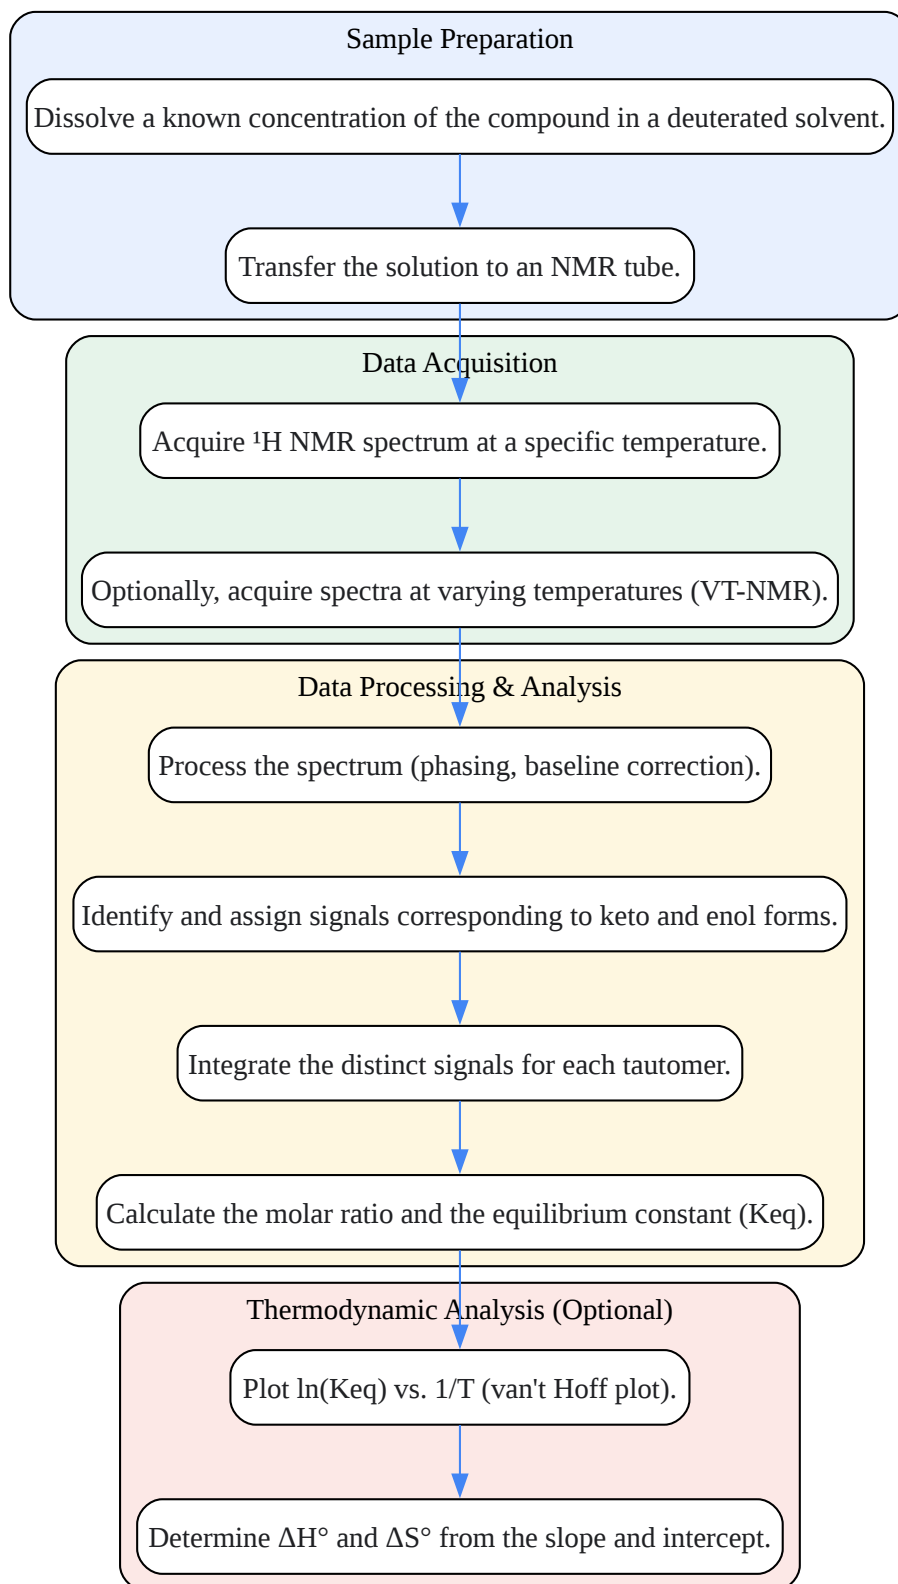 Sample Preparation
Dissolve a known concentration of the compound in a deuterated solvent.
Transfer the solution to an NMR tube.
Data Acquisition
Acquire ¹H NMR spectrum at a specific temperature.
Optionally, acquire spectra at varying temperatures (VT-NMR).
Data Processing & Analysis
Process the spectrum (phasing, baseline correction).
Identify and assign signals corresponding to keto and enol forms.
Integrate the distinct signals for each tautomer.
Calculate the molar ratio and the equilibrium constant (Keq).
Thermodynamic Analysis (Optional)
Plot ln(Keq) vs. 1/T (van't Hoff plot).
Determine ΔH° and ΔS° from the slope and intercept.